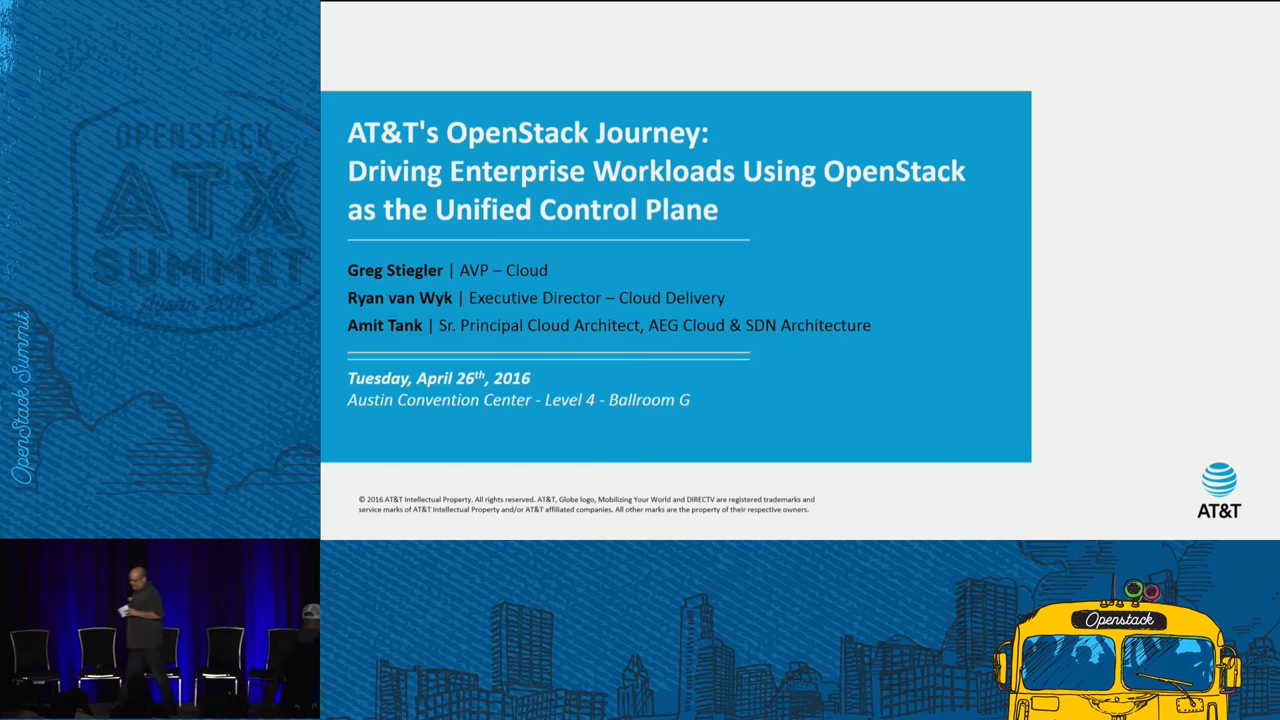 OPENSTACK
ATX
SUMMIT
Austin 2016
OpenStack Summit
AT&T's OpenStack Journey:
Driving Enterprise Workloads Using OpenStack
as the Unified Control Plane
Greg Stiegler | AVP – Cloud
Ryan van Wyk | Executive Director – Cloud Delivery
Amit Tank | Sr. Principal Cloud Architect, AEG Cloud & SDN Architecture
Tuesday, April 26th, 2016
Austin Convention Center - Level 4 - Ballroom G
© 2016 AT&T Intellectual Property. All rights reserved. AT&T, Globe logo, Mobilizing Your World and DIRECTV are registered trademarks and
service marks of AT&T Intellectual Property and/or AT&T affiliated companies. All other marks are the property of their respective owners.
AT&T
Openstack